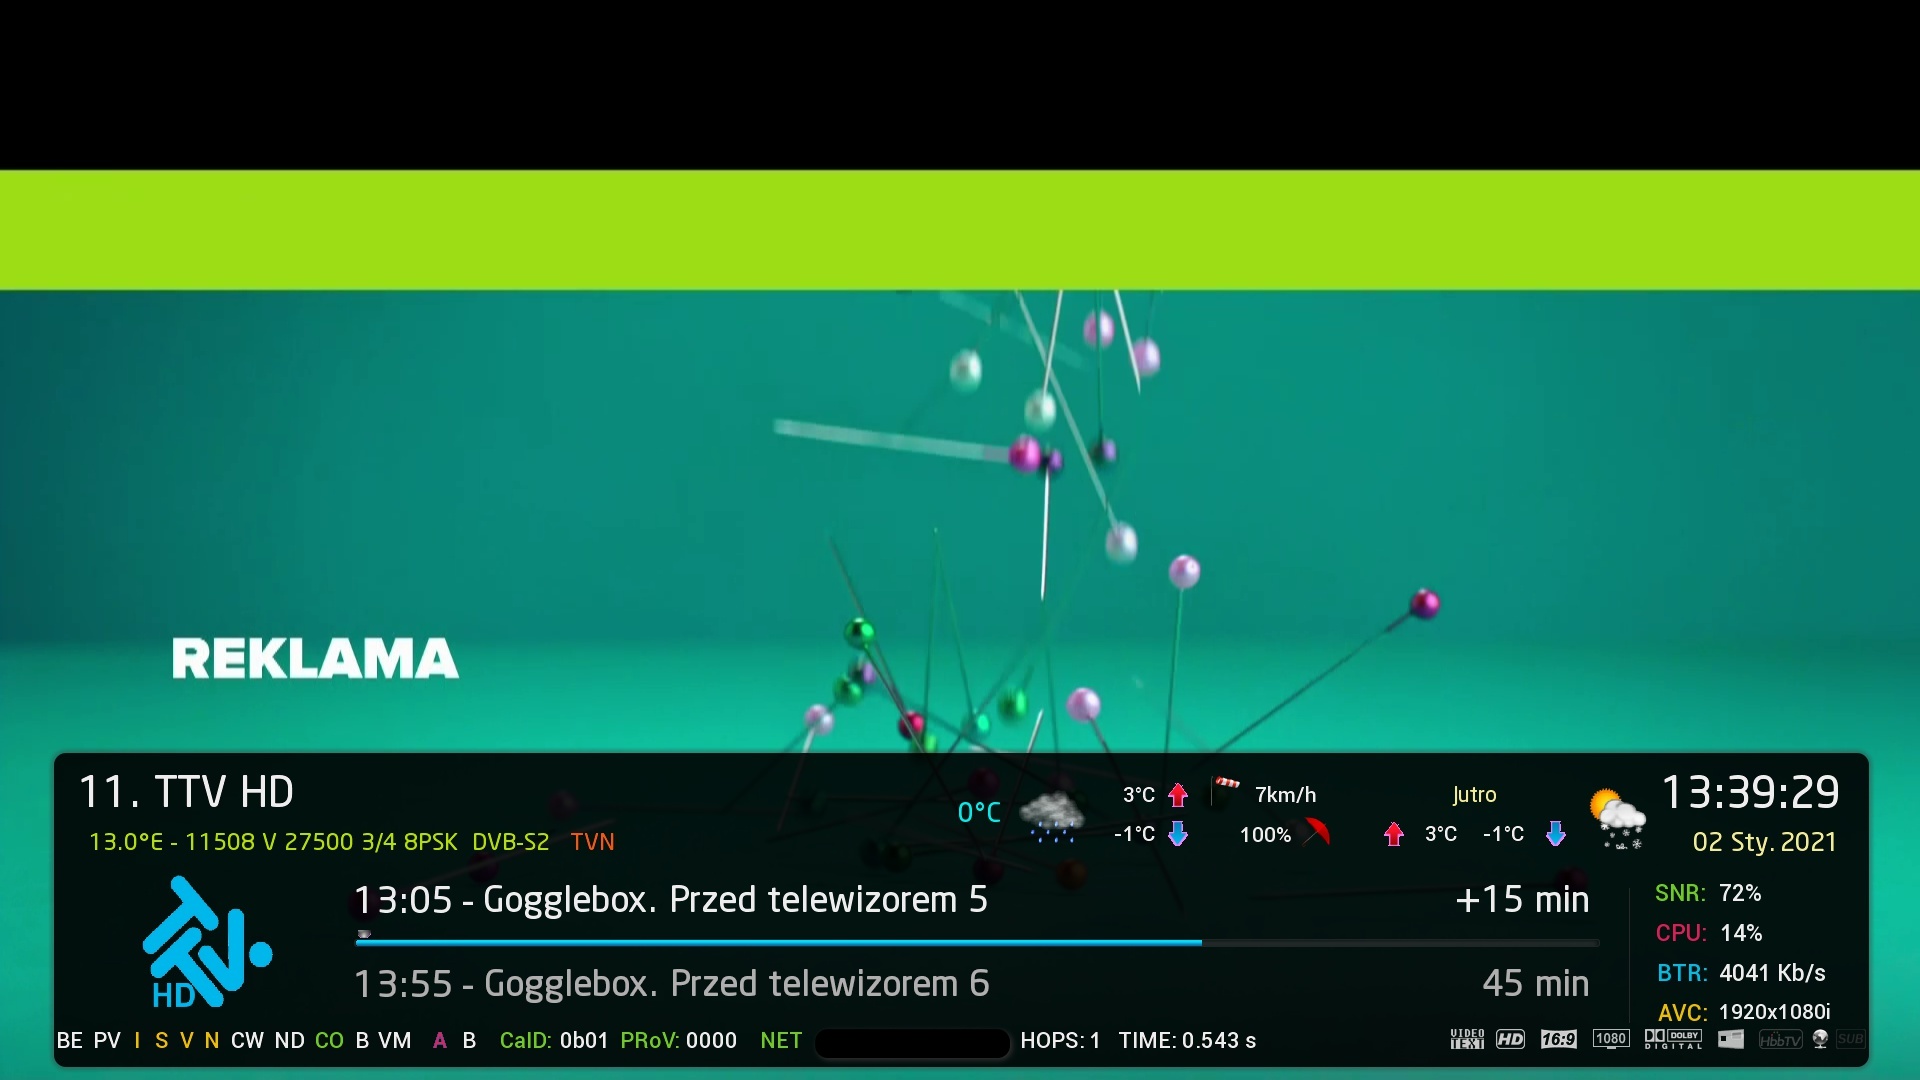 REKLAMA
11. TTV HD
13.0°E - 11508 V 27500 3/4 8PSK DVB-S2 TVN
0°C
3°C
-1°C
7km/h
100%
Jutro
3°C -1°C
13:39:29
02 Sty. 2021
HD
13:05 - Gogglebox. Przed telewizorem 5 +15 min
13:55 - Gogglebox. Przed telewizorem 6 45 min
SNR: 72%
CPU: 14%
BTR: 4041 Kb/s
AVC: 1920x1080i
BE PV I S V N CW ND CO B VM A B CaID: 0b01 PRoV: 0000 NET HOPS: 1 TIME: 0.543 s
VIDEO TEXT HD 16:9 1080 DOLBY DIGITAL HbbTV SUB